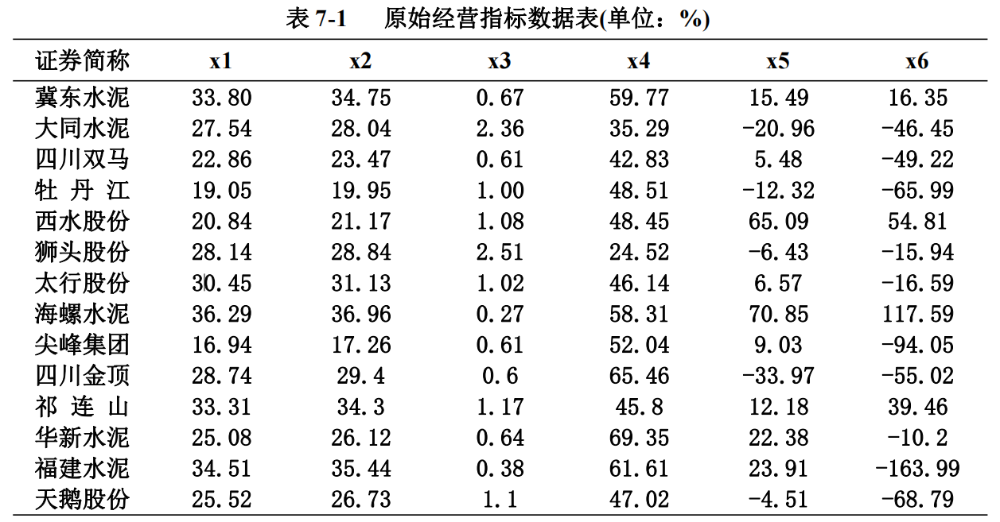 表 7-1 原始经营指标数据表(单位：%)
证券简称 x1 x2 x3 x4 x5 x6
冀东水泥 33.80 34.75 0.67 59.77 15.49 16.35
大同水泥 27.54 28.04 2.36 35.29 -20.96 -46.45
四川双马 22.86 23.47 0.61 42.83 5.48 -49.22
牡 丹 江 19.05 19.95 1.00 48.51 -12.32 -65.99
西水股份 20.84 21.17 1.08 48.45 65.09 54.81
狮头股份 28.14 28.84 2.51 24.52 -6.43 -15.94
太行股份 30.45 31.13 1.02 46.14 6.57 -16.59
海螺水泥 36.29 36.96 0.27 58.31 70.85 117.59
尖峰集团 16.94 17.26 0.61 52.04 9.03 -94.05
四川金顶 28.74 29.4 0.6 65.46 -33.97 -55.02
祁 连 山 33.31 34.3 1.17 45.8 12.18 39.46
华新水泥 25.08 26.12 0.64 69.35 22.38 -10.2
福建水泥 34.51 35.44 0.38 61.61 23.91 -163.99
天鹅股份 25.52 26.73 1.1 47.02 -4.51 -68.79